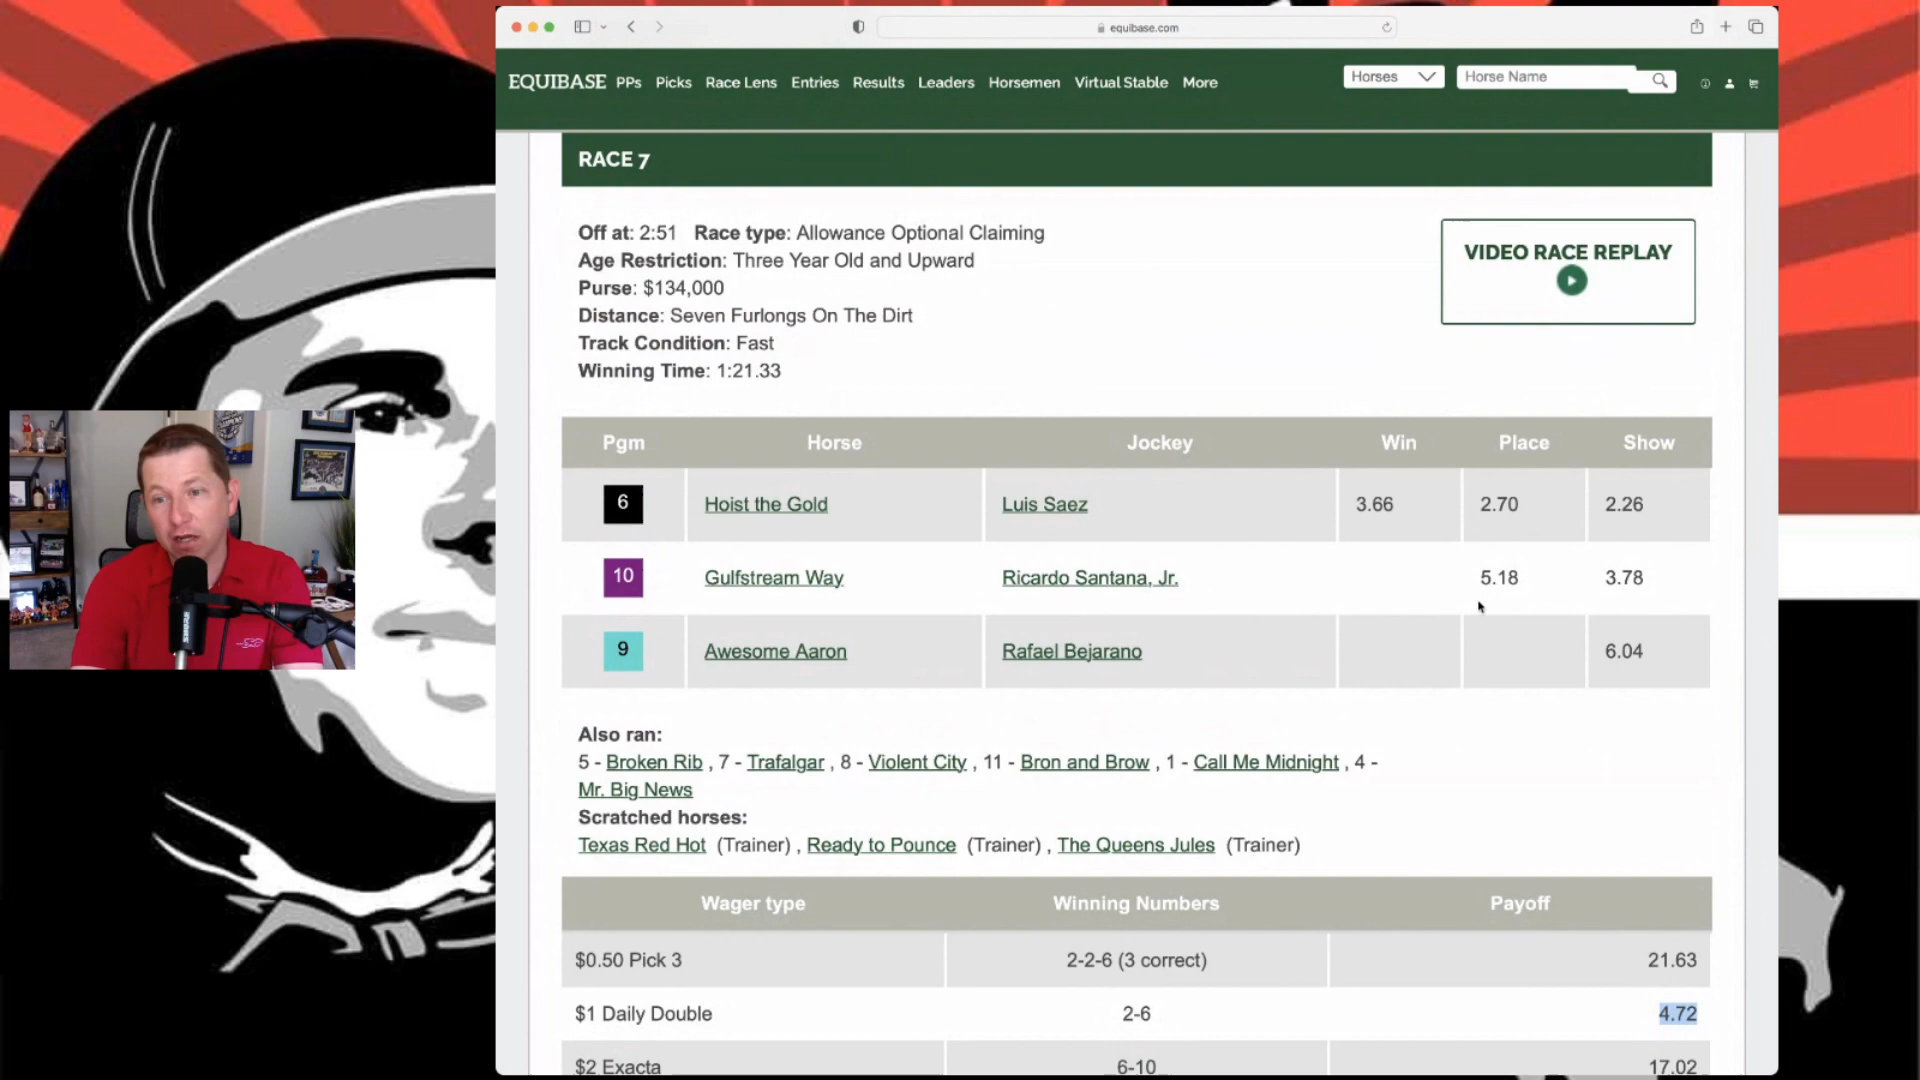 equibase.com
EQUIBASE PPs Picks Race Lens Entries Results Leaders Horsemen Virtual Stable More
Horses
Horse Name
RACE 7
Off at: 2:51 Race type: Allowance Optional Claiming
Age Restriction: Three Year Old and Upward
Purse: $134,000
Distance: Seven Furlongs On The Dirt
Track Condition: Fast
Winning Time: 1:21.33
VIDEO RACE REPLAY
Pgm Horse Jockey Win Place Show
6 Hoist the Gold Luis Saez 3.66 2.70 2.26
10 Gulfstream Way Ricardo Santana, Jr. 5.18 3.78
9 Awesome Aaron Rafael Bejarano 6.04
Also ran:
5 - Broken Rib , 7 - Trafalgar , 8 - Violent City , 11 - Bron and Brow , 1 - Call Me Midnight , 4 -
Mr. Big News
Scratched horses:
Texas Red Hot (Trainer) , Ready to Pounce (Trainer) , The Queens Jules (Trainer)
Wager type Winning Numbers Payoff
$0.50 Pick 3 2-2-6 (3 correct) 21.63
$1 Daily Double 2-6 4.72
$2 Exacta 6-10 17.02
SHURE